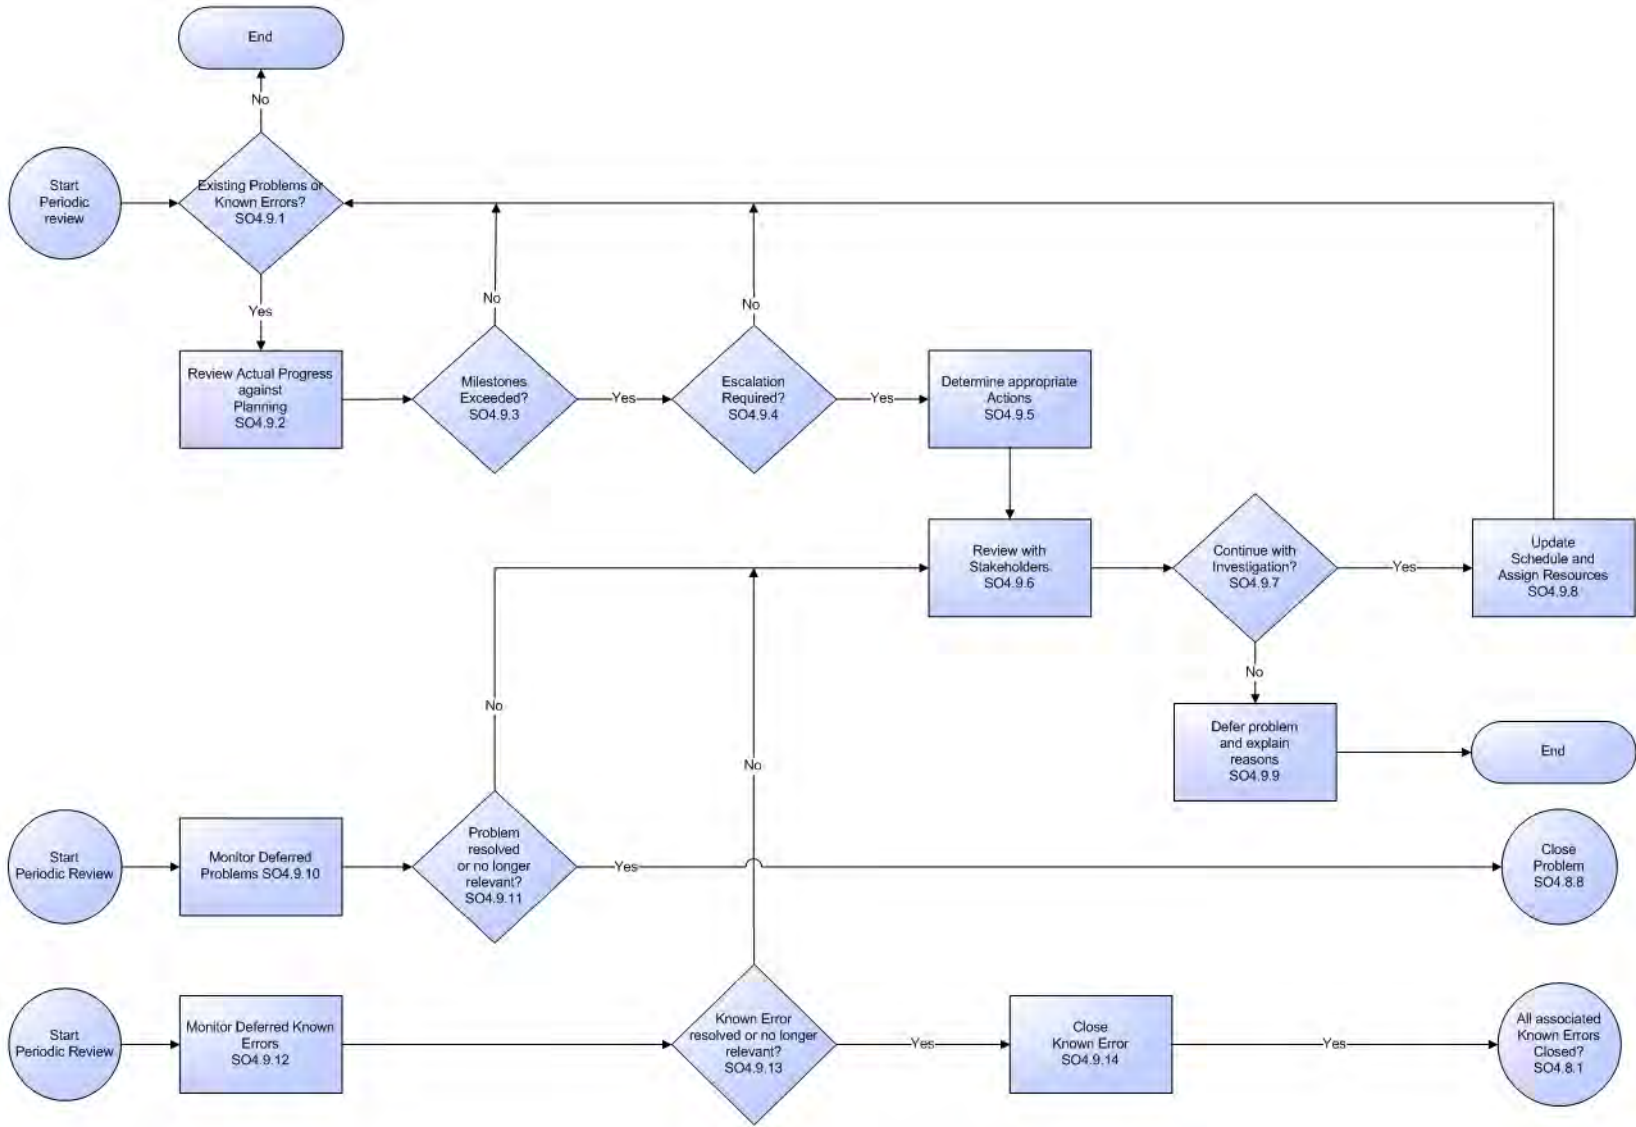 End
No
Start
Periodic
review
Existing Problems or
Known Errors?
SO4.9.1
Yes
No
No
Review Actual Progress
against
Planning
SO4.9.2
Milestones
Exceeded?
SO4.9.3
Yes
Escalation
Required?
SO4.9.4
Yes
Determine appropriate
Actions
SO4.9.5
Review with
Stakeholders
SO4.9.6
Continue with
Investigation?
SO4.9.7
Yes
Update
Schedule and
Assign Resources
SO4.9.8
No
Defer problem
and explain
reasons
SO4.9.9
End
No
No
Start
Periodic Review
Monitor Deferred
Problems SO4.9.10
Problem
resolved
or no longer
relevant?
SO4.9.11
Yes
Close
Problem
SO4.8.8
Start
Periodic Review
Monitor Deferred Known
Errors
SO4.9.12
Known Error
resolved or no longer
relevant?
SO4.9.13
Yes
Close
Known Error
SO4.9.14
Yes
All associated
Known Errors
Closed?
SO4.8.1